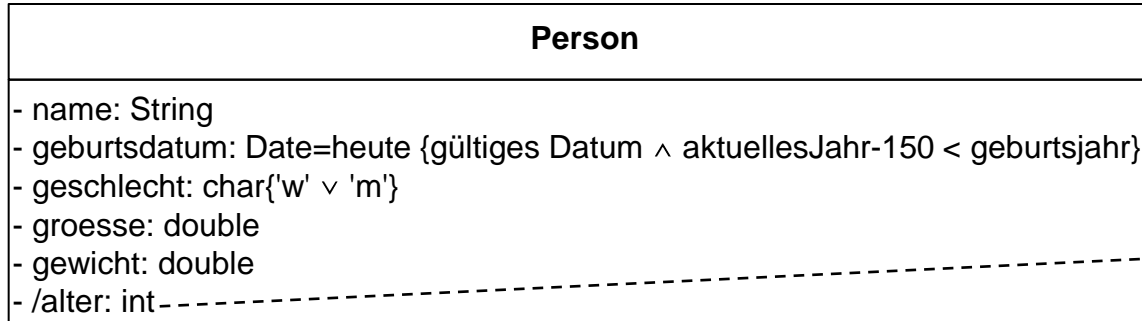 Person
- name: String
- geburtsdatum: Date=heute {gültiges Datum ∧ aktuellesJahr-150 < geburtsjahr}
- geschlecht: char{'w' ∨ 'm'}
- groesse: double
- gewicht: double
- /alter: int